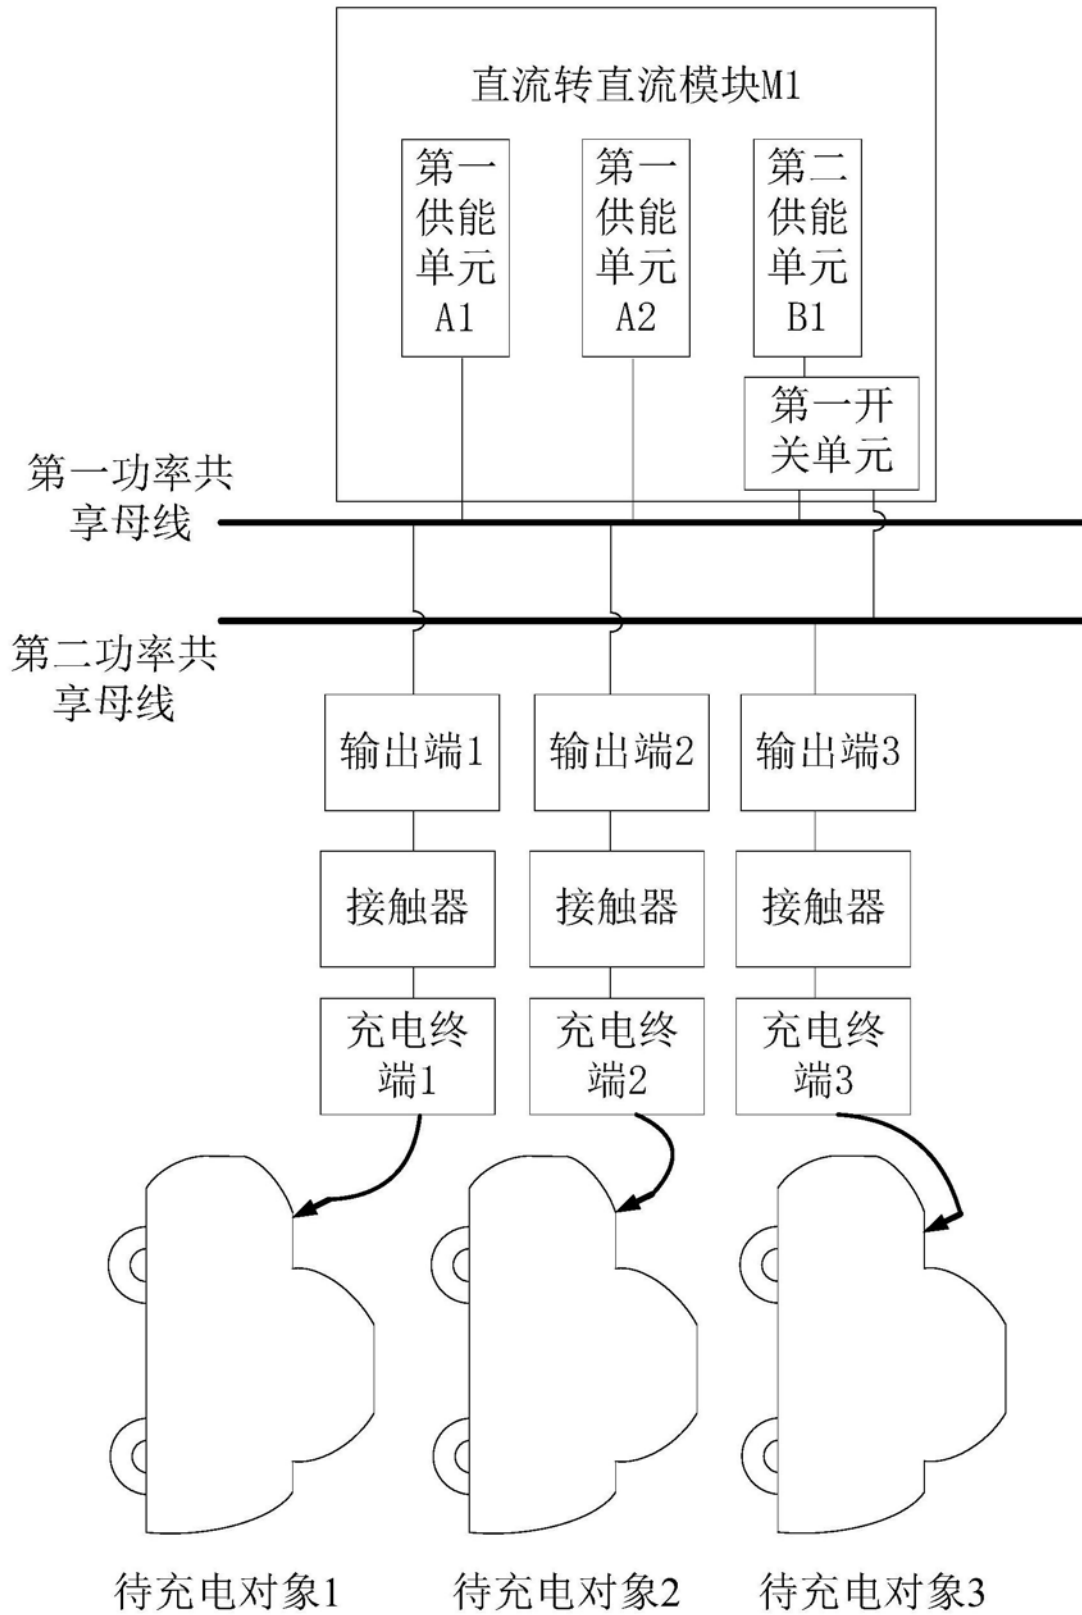 直流转直流模块M1
第一
供能
单元
A1
第一
供能
单元
A2
第二
供能
单元
B1
第一开
关单元
第一功率共
享母线
第二功率共
享母线
输出端1
输出端2
输出端3
接触器
接触器
接触器
充电终
端1
充电终
端2
充电终
端3
待充电对象1
待充电对象2
待充电对象3